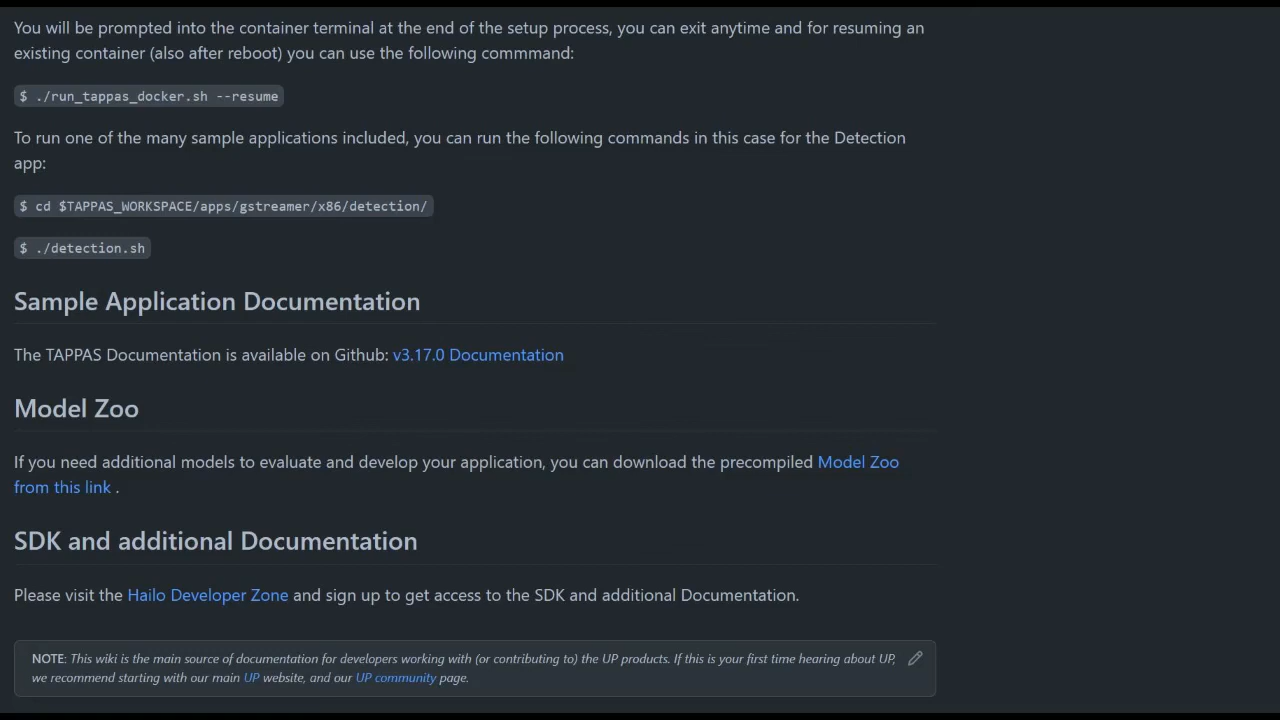 You will be prompted into the container terminal at the end of the setup process, you can exit anytime and for resuming an
existing container (also after reboot) you can use the following commmand:
$ ./run_tappas_docker.sh --resume
To run one of the many sample applications included, you can run the following commands in this case for the Detection
app:
$ cd $TAPPAS_WORKSPACE/apps/gstreamer/x86/detection/
$ ./detection.sh
Sample Application Documentation
The TAPPAS Documentation is available on Github: v3.17.0 Documentation
Model Zoo
If you need additional models to evaluate and develop your application, you can download the precompiled Model Zoo
from this link .
SDK and additional Documentation
Please visit the Hailo Developer Zone and sign up to get access to the SDK and additional Documentation.
NOTE: This wiki is the main source of documentation for developers working with (or contributing to) the UP products. If this is your first time hearing about UP,
we recommend starting with our main UP website, and our UP community page.